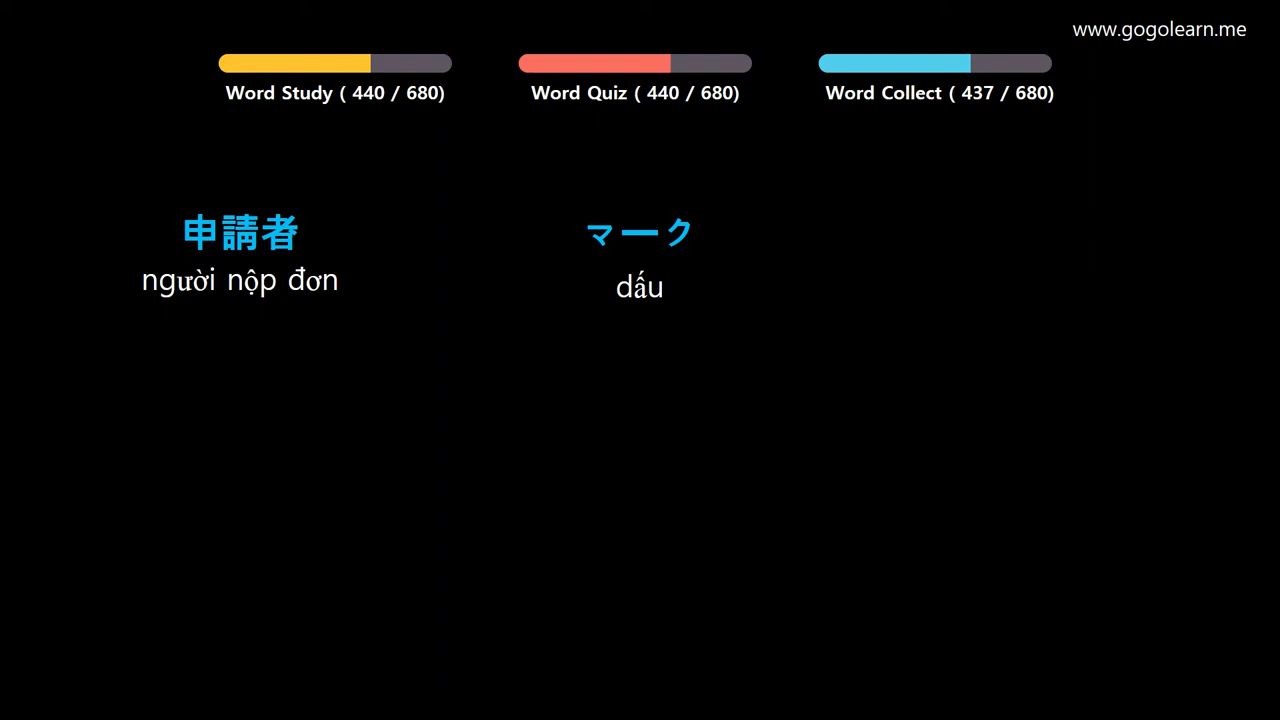 www.gogolearn.me
Word Study ( 440 / 680)
Word Quiz ( 440 / 680)
Word Collect ( 437 / 680)
申請者
người nộp đơn
マーク
dấu